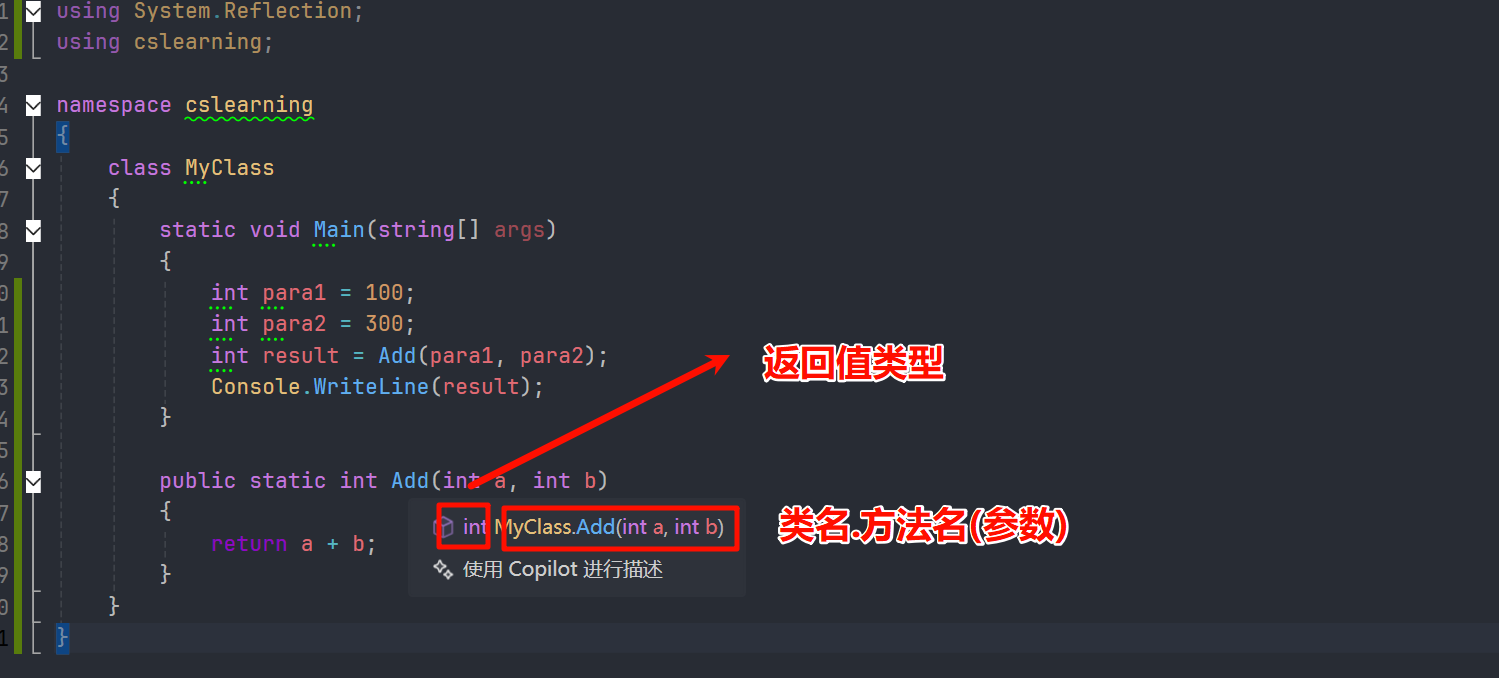 1 using System.Reflection;
2 using cslearning;
3
4 namespace cslearning
5 {
6 class MyClass
7 {
8 static void Main(string[] args)
9 {
0 int para1 = 100;
1 int para2 = 300;
2 int result = Add(para1, para2);
返回值类型
3 Console.WriteLine(result);
4 }
5
6 public static int Add(int a, int b)
7 {
int MyClass.Add(int a, int b)
类名.方法名(参数)
8 return a + b;
使用 Copilot 进行描述
9 }
0 }
1 }